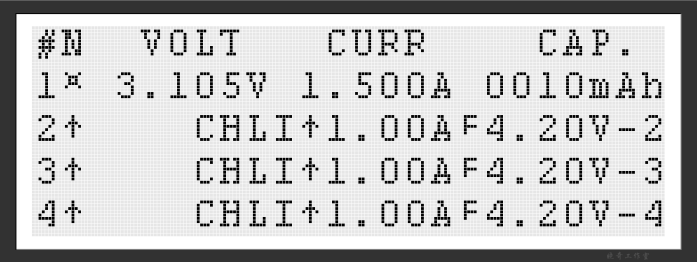 #N VOLT CURR CAP.
1¤ 3.105V 1.500A 0010mAh
2↑ CHLI↑1.00AF4.20V-2
3↑ CHLI↑1.00AF4.20V-3
4↑ CHLI↑1.00AF4.20V-4